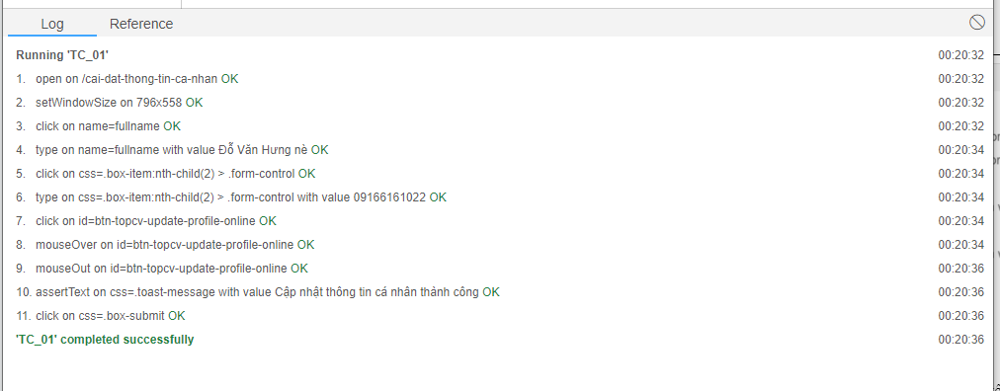 Log Reference
Running 'TC_01' 00:20:32
1. open on /cai-dat-thong-tin-ca-nhan OK 00:20:32
2. setWindowSize on 796x558 OK 00:20:32
3. click on name=fullname OK 00:20:32
4. type on name=fullname with value Đỗ Văn Hưng nè OK 00:20:34
5. click on css=.box-item:nth-child(2) > .form-control OK 00:20:34
6. type on css=.box-item:nth-child(2) > .form-control with value 09166161022 OK 00:20:34
7. click on id=btn-topcv-update-profile-online OK 00:20:34
8. mouseOver on id=btn-topcv-update-profile-online OK 00:20:34
9. mouseOut on id=btn-topcv-update-profile-online OK 00:20:36
10. assertText on css=.toast-message with value Cập nhật thông tin cá nhân thành công OK 00:20:36
11. click on css=.box-submit OK 00:20:36
'TC_01' completed successfully 00:20:36